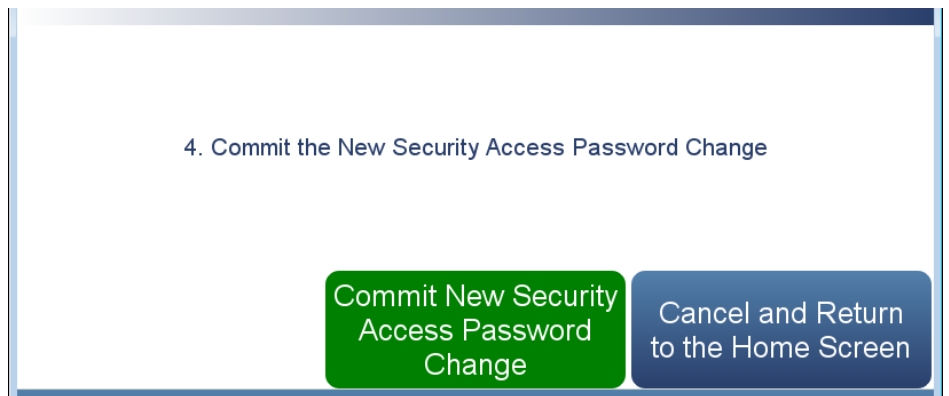 4. Commit the New Security Access Password Change
Commit New Security
Access Password
Change
Cancel and Return
to the Home Screen